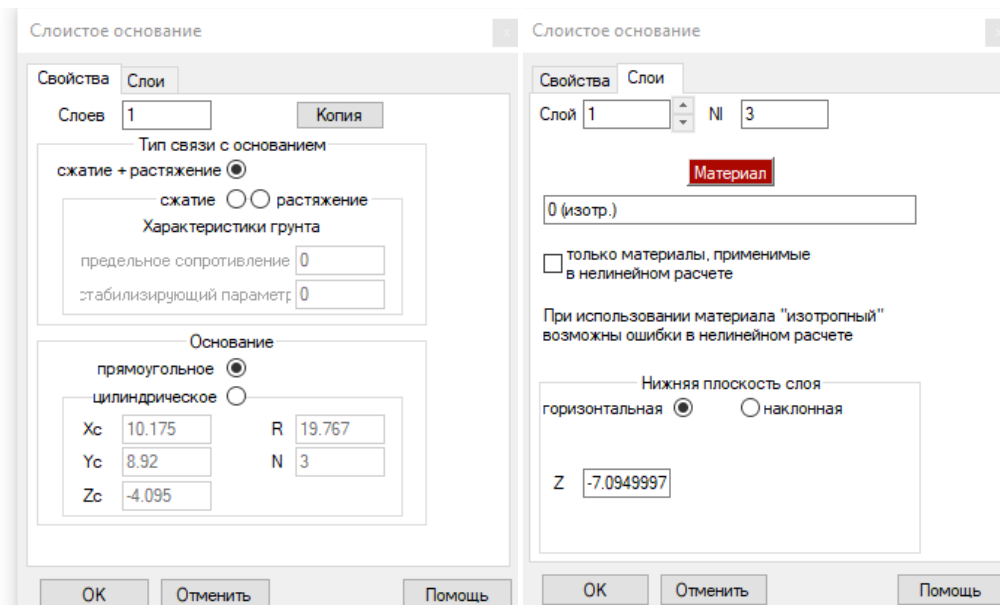 Слоистое основание
x
Свойства Слои
Слоев 1 Копия
Тип связи с основанием
сжатие + растяжение
сжатие растяжение
Характеристики грунта
предельное сопротивление 0
стабилизирующий параметр 0
Основание
прямоугольное
цилиндрическое
Xc 10.175 R 19.767
Yc 8.92 N 3
Zc -4.095
OK Отменить Помощь
Слоистое основание
Свойства Слои
Слой 1 Nl 3
Материал
0 (изотр.)
только материалы, применимые
в нелинейном расчете
При использовании материала "изотропный"
возможны ошибки в нелинейном расчете
Нижняя плоскость слоя
горизонтальная наклонная
Z -7.0949997
OK Отменить Помощь